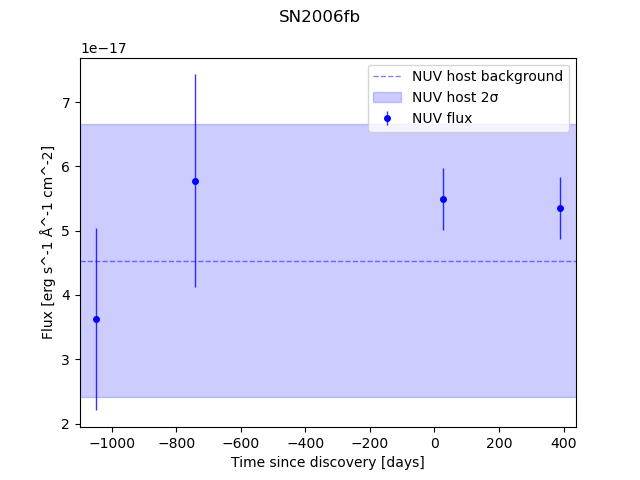 SN2006fb
1e−17
NUV host background
NUV host 2σ
NUV flux
7
6
5
4
3
2
Flux [erg s^-1 Å^-1 cm^-2]
−1000 −800 −600 −400 −200 0 200 400
Time since discovery [days]